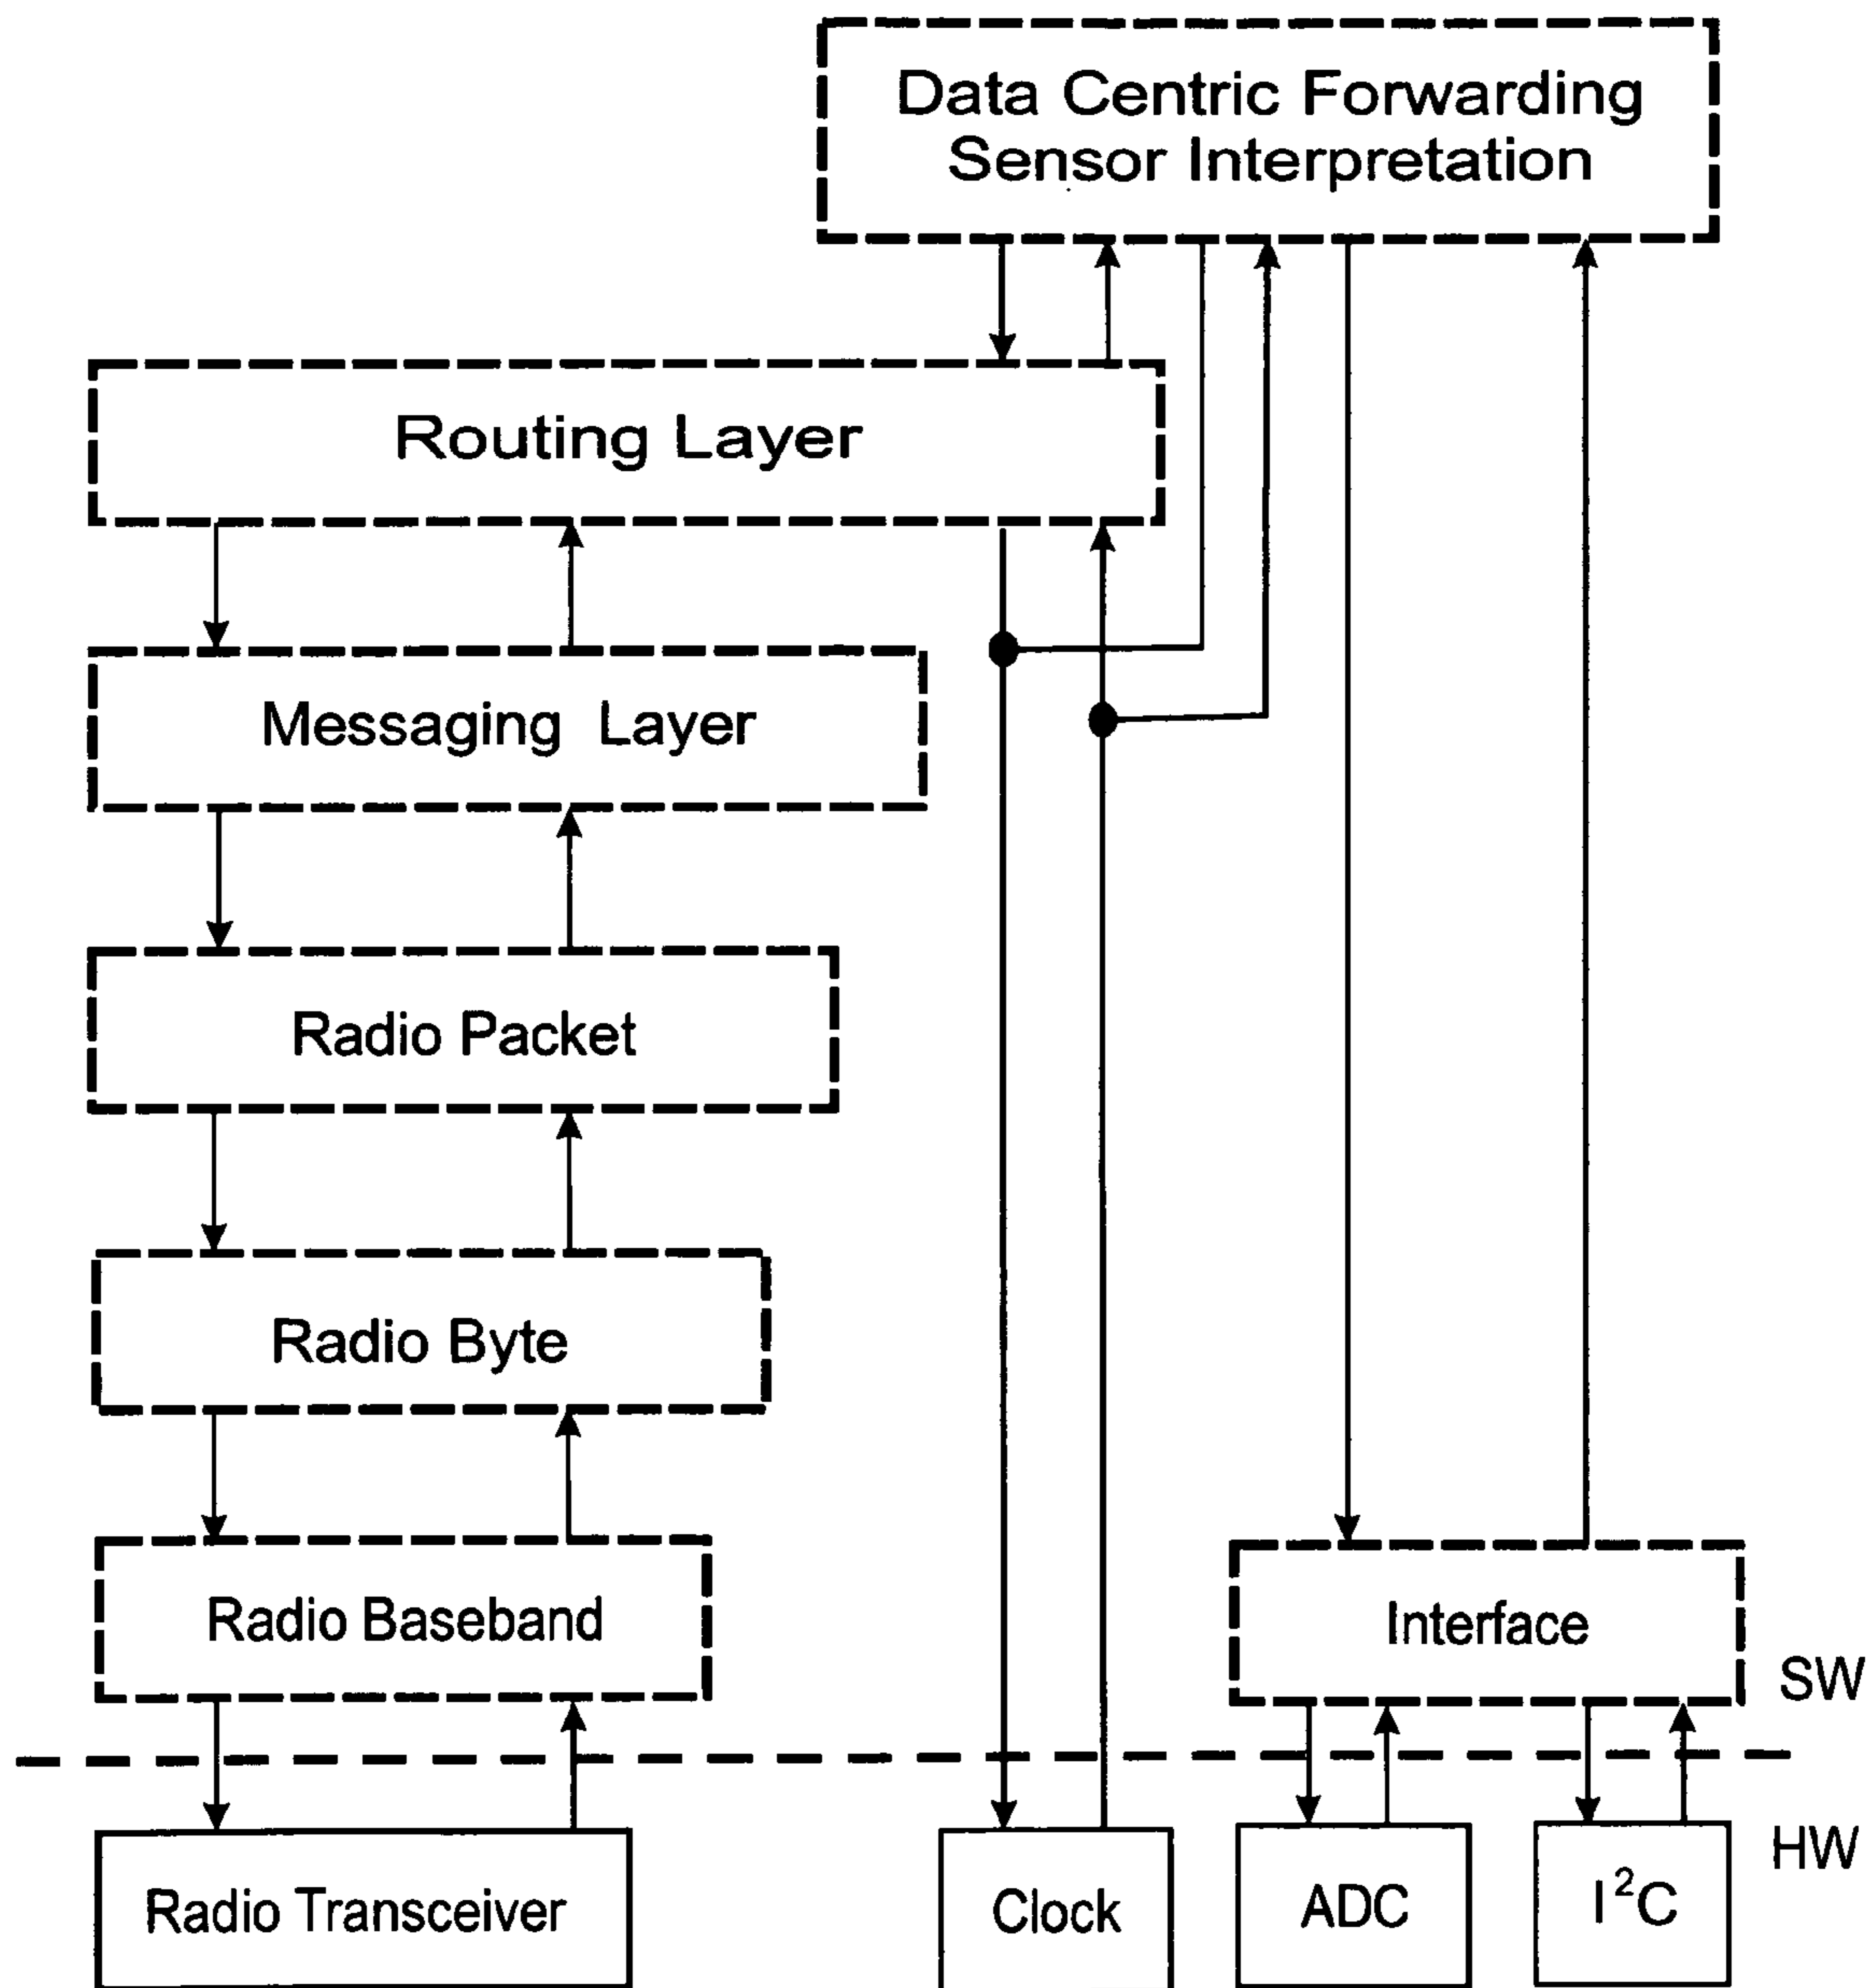 Data Centric Forwarding
Sensor Interpretation
Routing Layer
Messaging Layer
Radio Packet
Radio Byte
Radio Baseband
Interface
SW
HW
Radio Transceiver
Clock
ADC
I²C